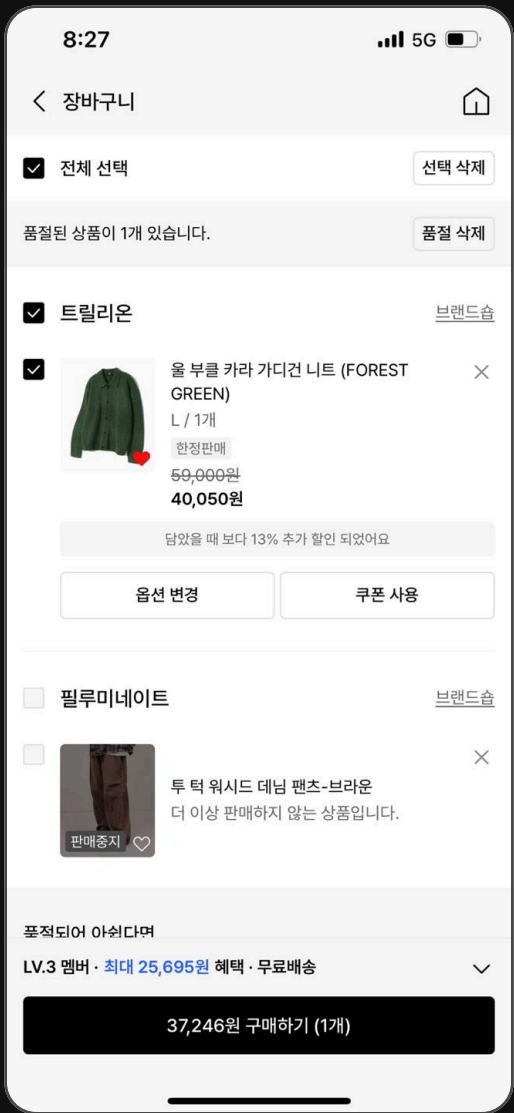 8:27
5G
장바구니
전체 선택
선택 삭제
품절된 상품이 1개 있습니다.
품절 삭제
트릴리온
브랜드숍
울 부클 카라 가디건 니트 (FOREST
GREEN)
L / 1개
한정판매
59,000원
40,050원
담았을 때 보다 13% 추가 할인 되었어요
옵션 변경
쿠폰 사용
필루미네이트
브랜드숍
투 턱 워시드 데님 팬츠-브라운
더 이상 판매하지 않는 상품입니다.
판매중지
품절되어 아쉽다면
LV.3 멤버 · 최대 25,695원 혜택 · 무료배송
37,246원 구매하기 (1개)